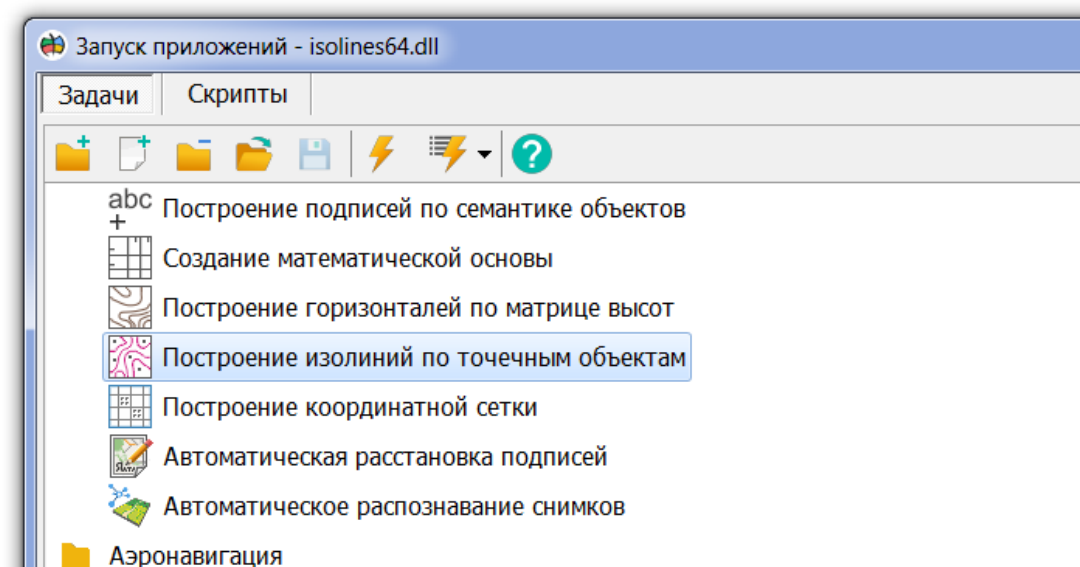 Запуск приложений - isolines64.dll
Задачи Скрипты
?
abc
+
Построение подписей по семантике объектов
Создание математической основы
Построение горизонталей по матрице высот
Построение изолиний по точечным объектам
Построение координатной сетки
Автоматическая расстановка подписей
Автоматическое распознавание снимков
Аэронавигация